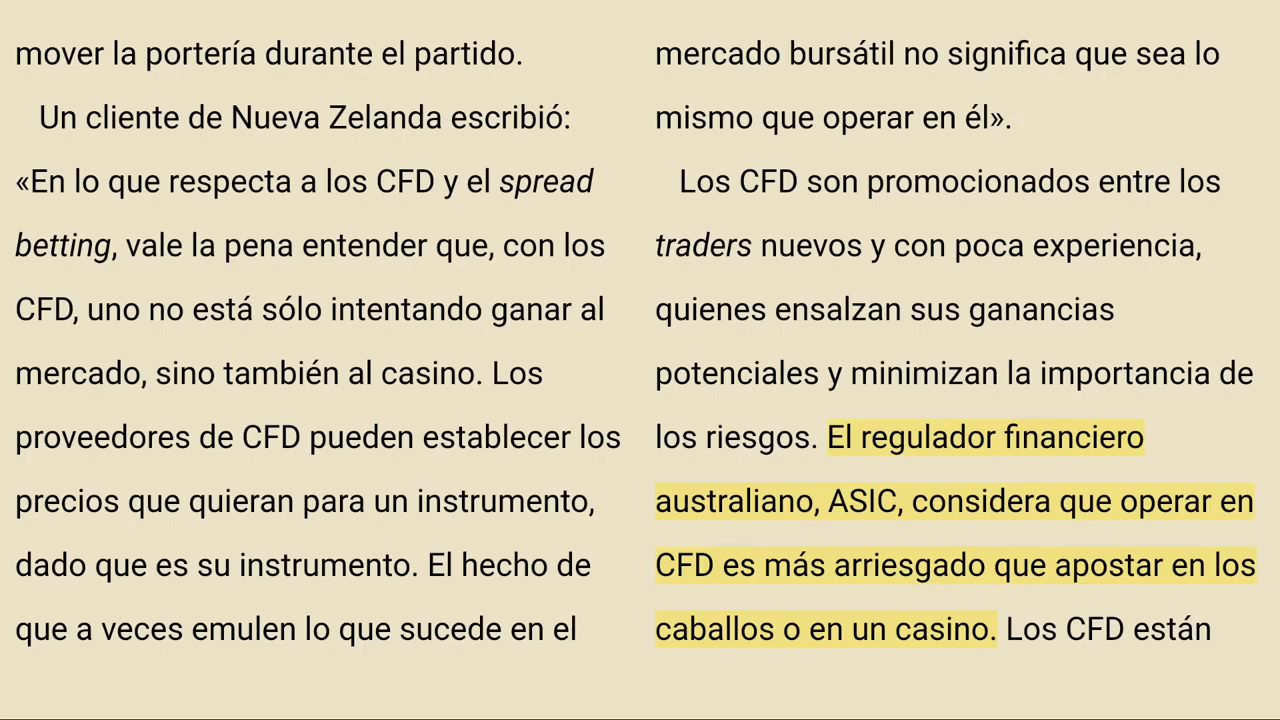 mover la portería durante el partido.
Un cliente de Nueva Zelanda escribió:
«En lo que respecta a los CFD y el spread
betting, vale la pena entender que, con los
CFD, uno no está sólo intentando ganar al
mercado, sino también al casino. Los
proveedores de CFD pueden establecer los
precios que quieran para un instrumento,
dado que es su instrumento. El hecho de
que a veces emulen lo que sucede en el
mercado bursátil no significa que sea lo
mismo que operar en él».
Los CFD son promocionados entre los
traders nuevos y con poca experiencia,
quienes ensalzan sus ganancias
potenciales y minimizan la importancia de
los riesgos. El regulador financiero
australiano, ASIC, considera que operar en
CFD es más arriesgado que apostar en los
caballos o en un casino. Los CFD están